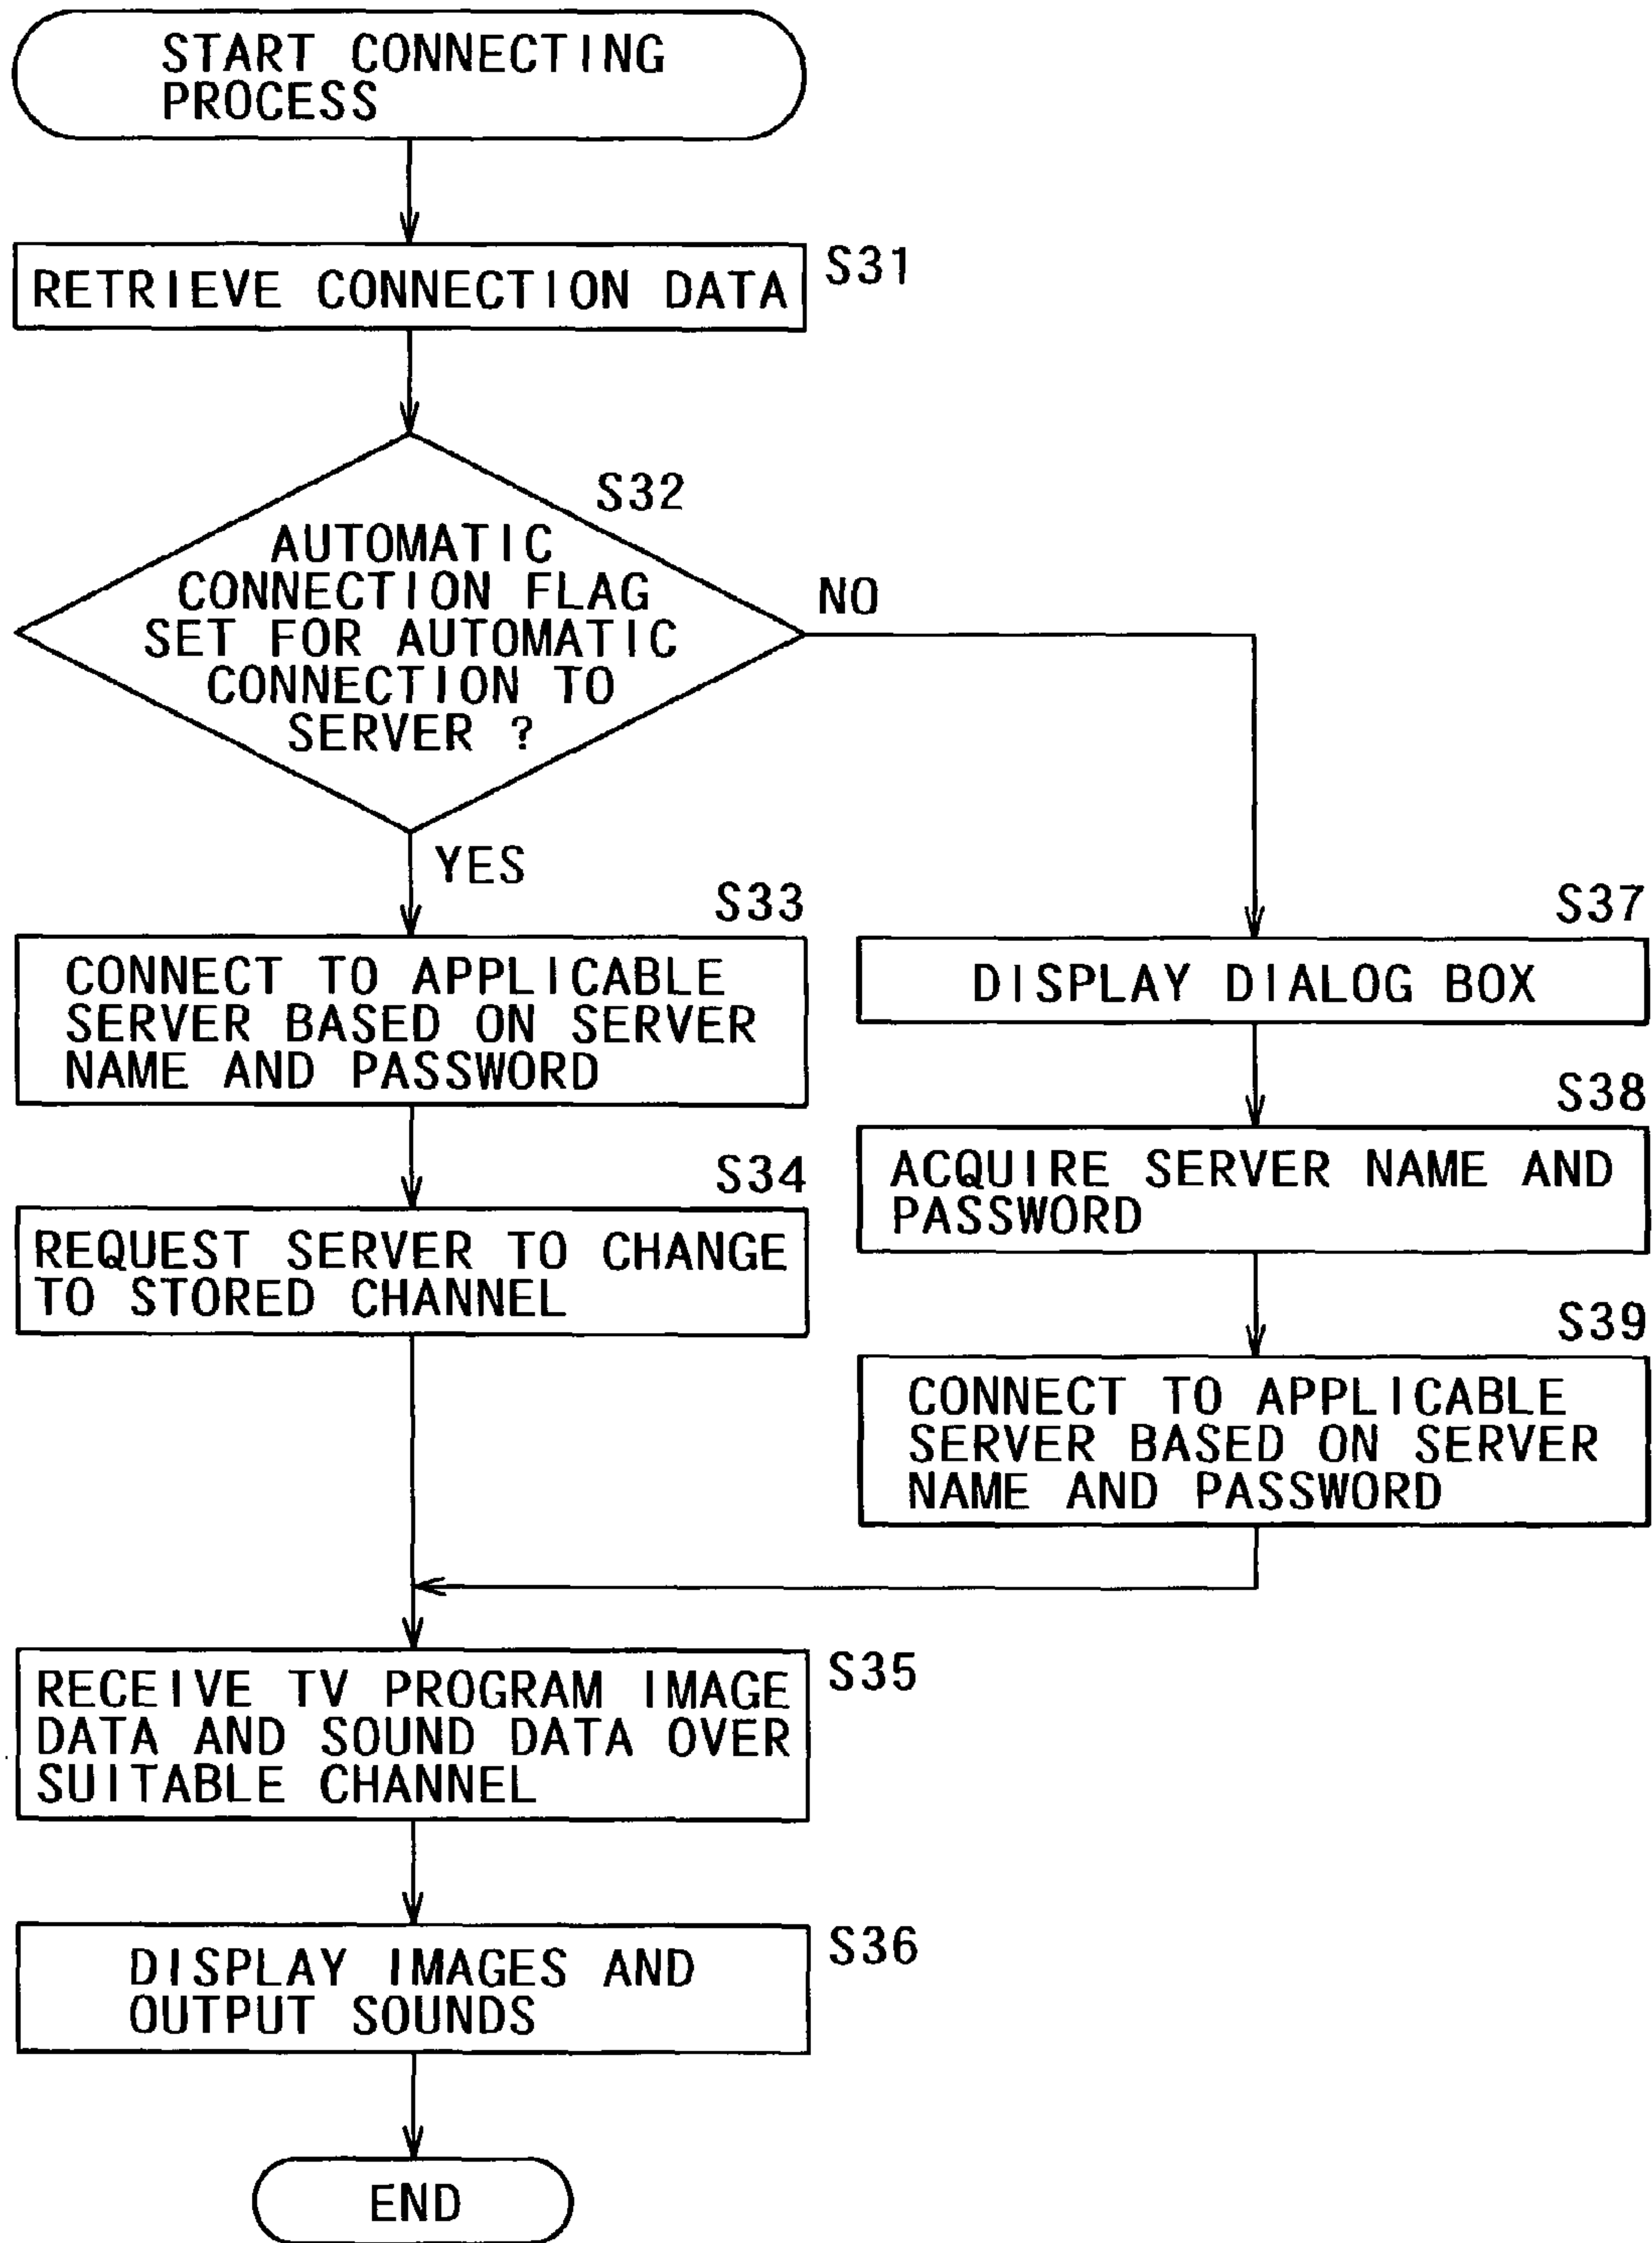 START CONNECTING
PROCESS
RETRIEVE CONNECTION DATA
S31
S32
AUTOMATIC
CONNECTION FLAG
SET FOR AUTOMATIC
CONNECTION TO
SERVER ?
NO
YES
S33
CONNECT TO APPLICABLE
SERVER BASED ON SERVER
NAME AND PASSWORD
S34
REQUEST SERVER TO CHANGE
TO STORED CHANNEL
S37
DISPLAY DIALOG BOX
S38
ACQUIRE SERVER NAME AND
PASSWORD
S39
CONNECT TO APPLICABLE
SERVER BASED ON SERVER
NAME AND PASSWORD
RECEIVE TV PROGRAM IMAGE
DATA AND SOUND DATA OVER
SUITABLE CHANNEL
S35
DISPLAY IMAGES AND
OUTPUT SOUNDS
S36
END